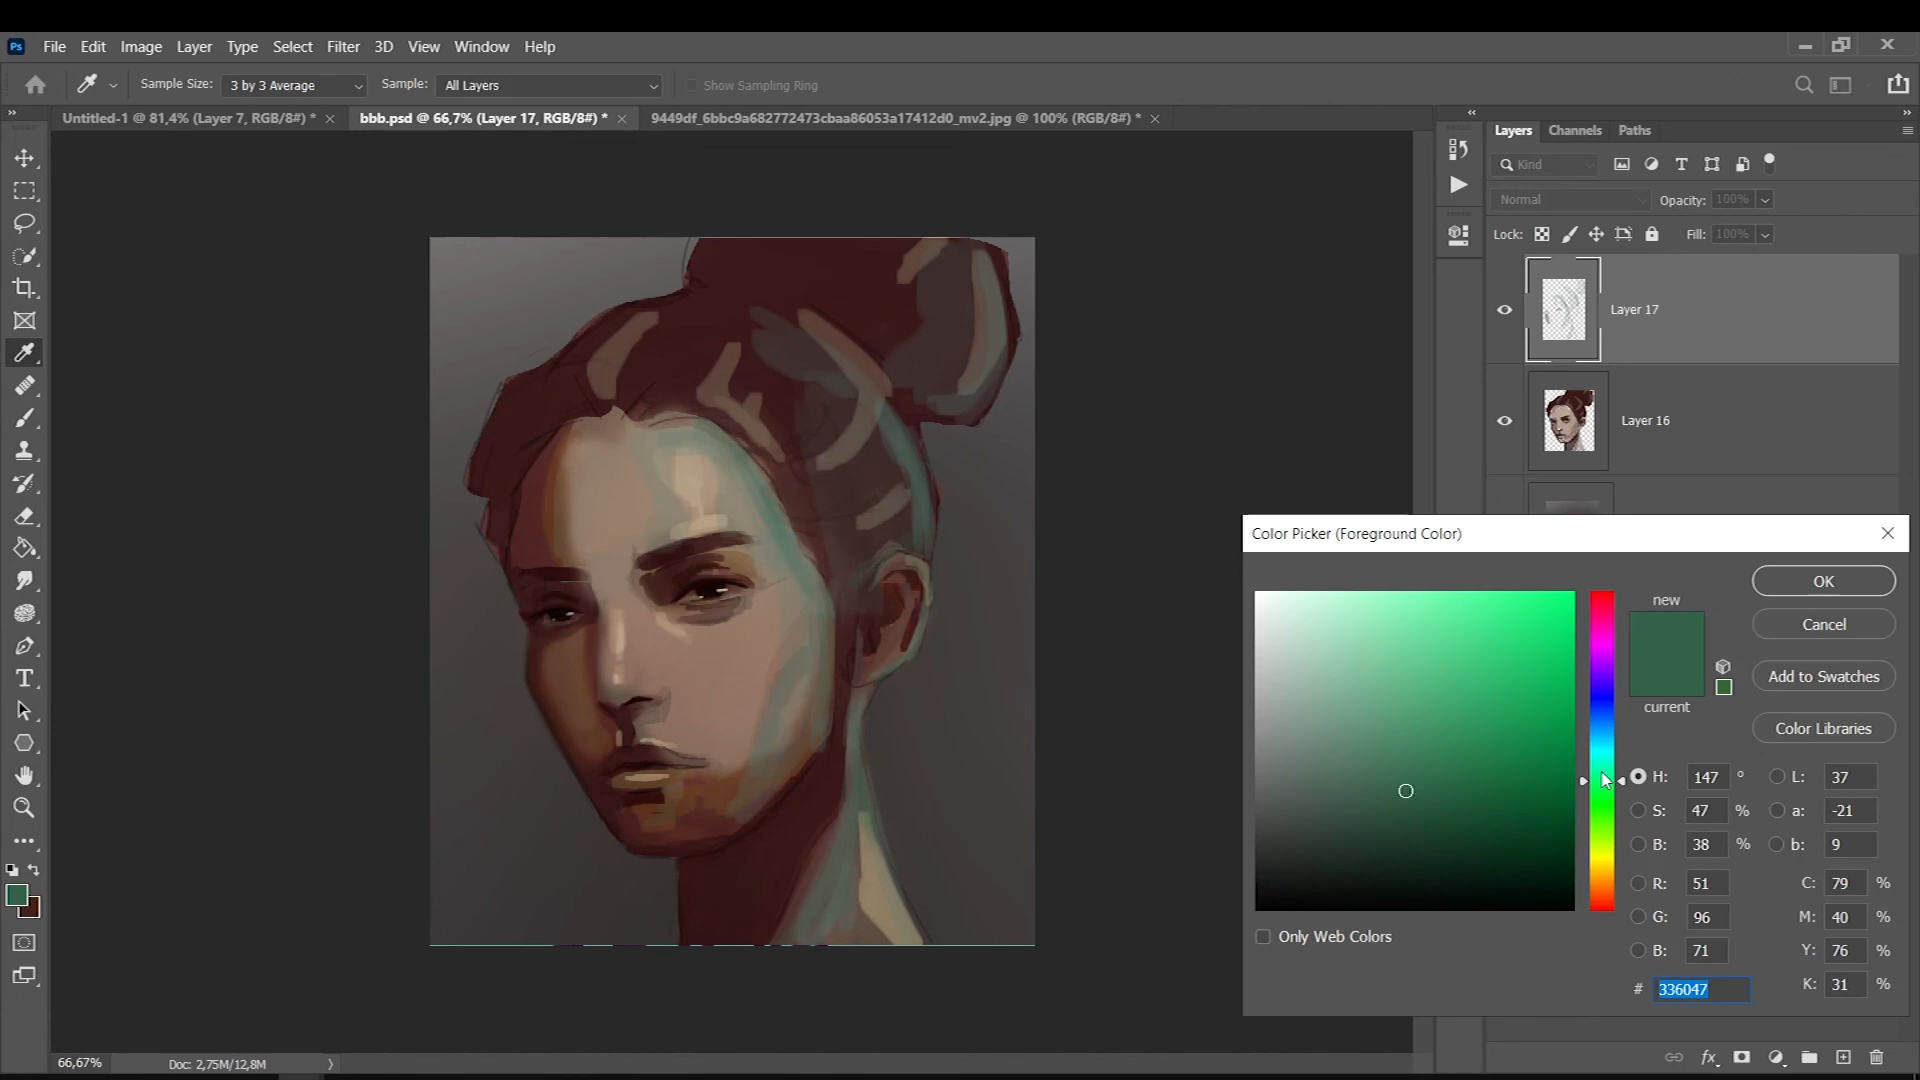 Ps File Edit Image Layer Type Select Filter 3D View Window Help
Sample Size: 3 by 3 Average Sample: All Layers Show Sampling Ring
Untitled-1 @ 81,4% (Layer 7, RGB/8#) * bbb.psd @ 66,7% (Layer 17, RGB/8#) * 9449df_6bbc9a682772473cbaa86053a17412d0_mv2.jpg @ 100% (RGB/8#) *
Layers Channels Paths
Kind
Normal Opacity: 100%
Lock: Fill: 100%
Layer 17
Layer 16
Color Picker (Foreground Color)
new
OK
Cancel
Add to Swatches
current
Color Libraries
H: 147 ° L: 37
S: 47 % a: -21
B: 38 % b: 9
R: 51 C: 79 %
G: 96 M: 40 %
B: 71 Y: 76 %
# 336047 K: 31 %
Only Web Colors
66,67% Doc: 2,75M/12,8M
fx